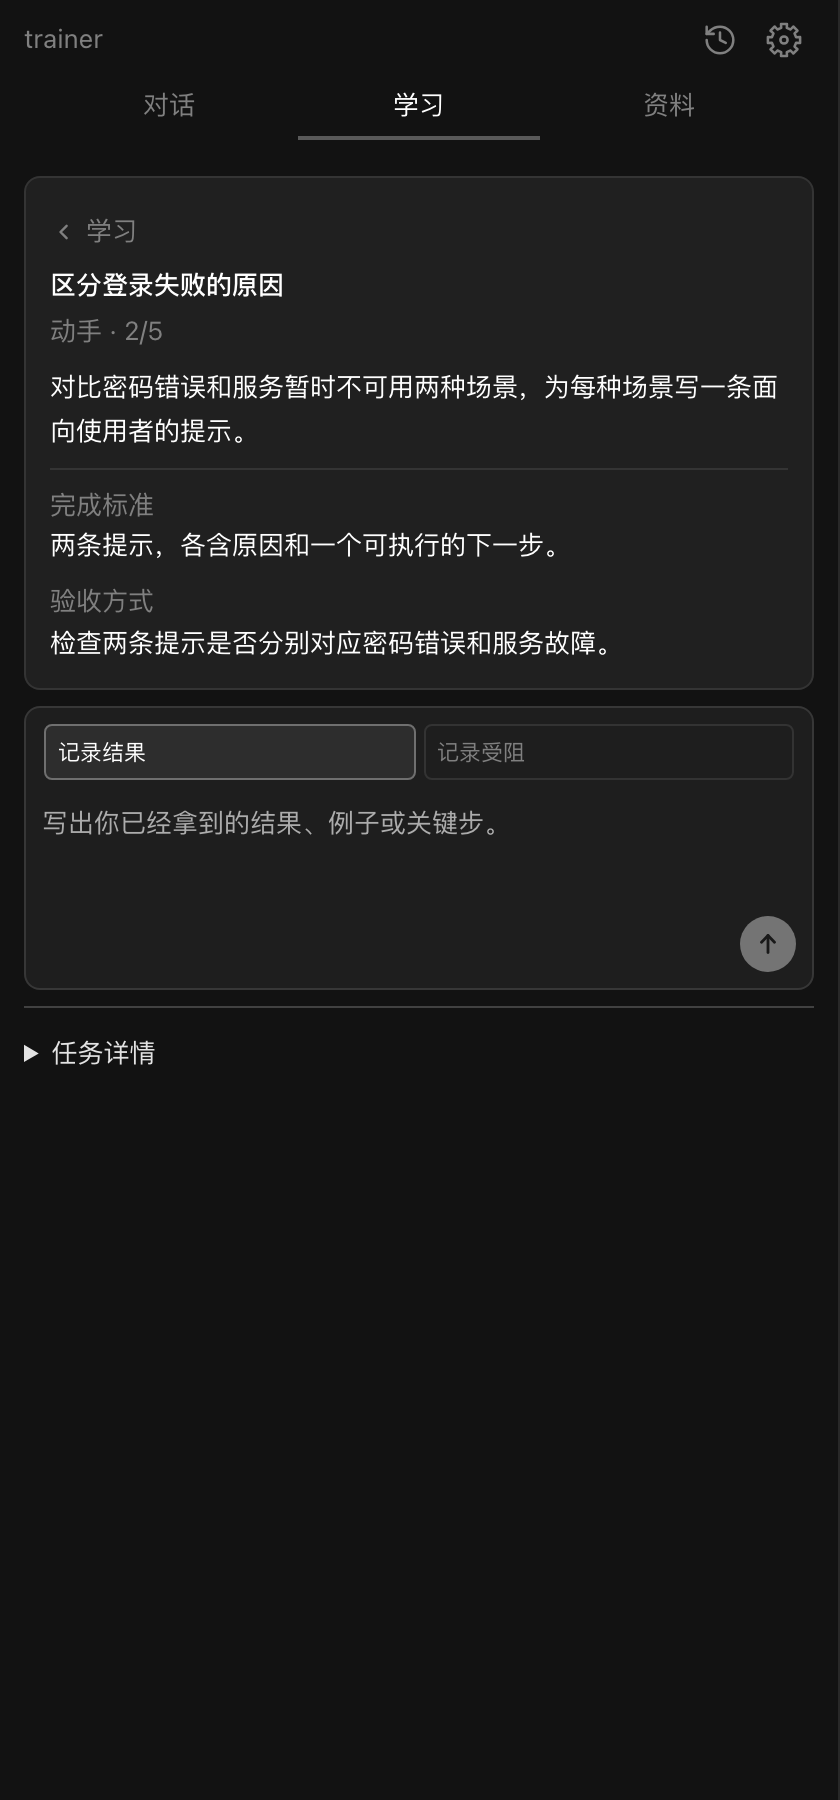 trainer
对话
学习
资料
学习
区分登录失败的原因
动手 · 2/5
对比密码错误和服务暂时不可用两种场景，为每种场景写一条面
向使用者的提示。
完成标准
两条提示，各含原因和一个可执行的下一步。
验收方式
检查两条提示是否分别对应密码错误和服务故障。
记录结果
记录受阻
写出你已经拿到的结果、例子或关键步。
任务详情